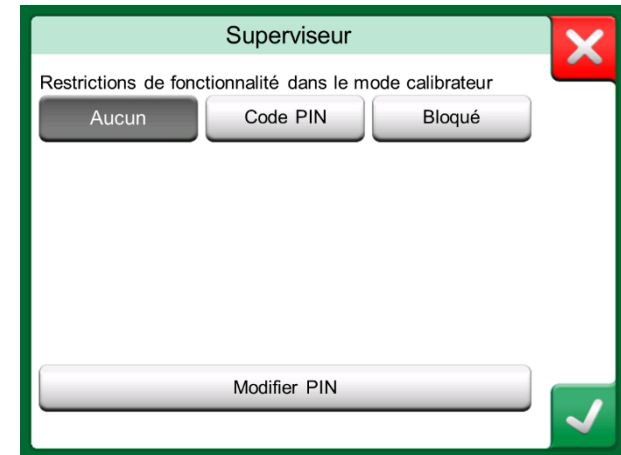 Superviseur
Restrictions de fonctionnalité dans le mode calibrateur
Aucun Code PIN Bloqué
Modifier PIN